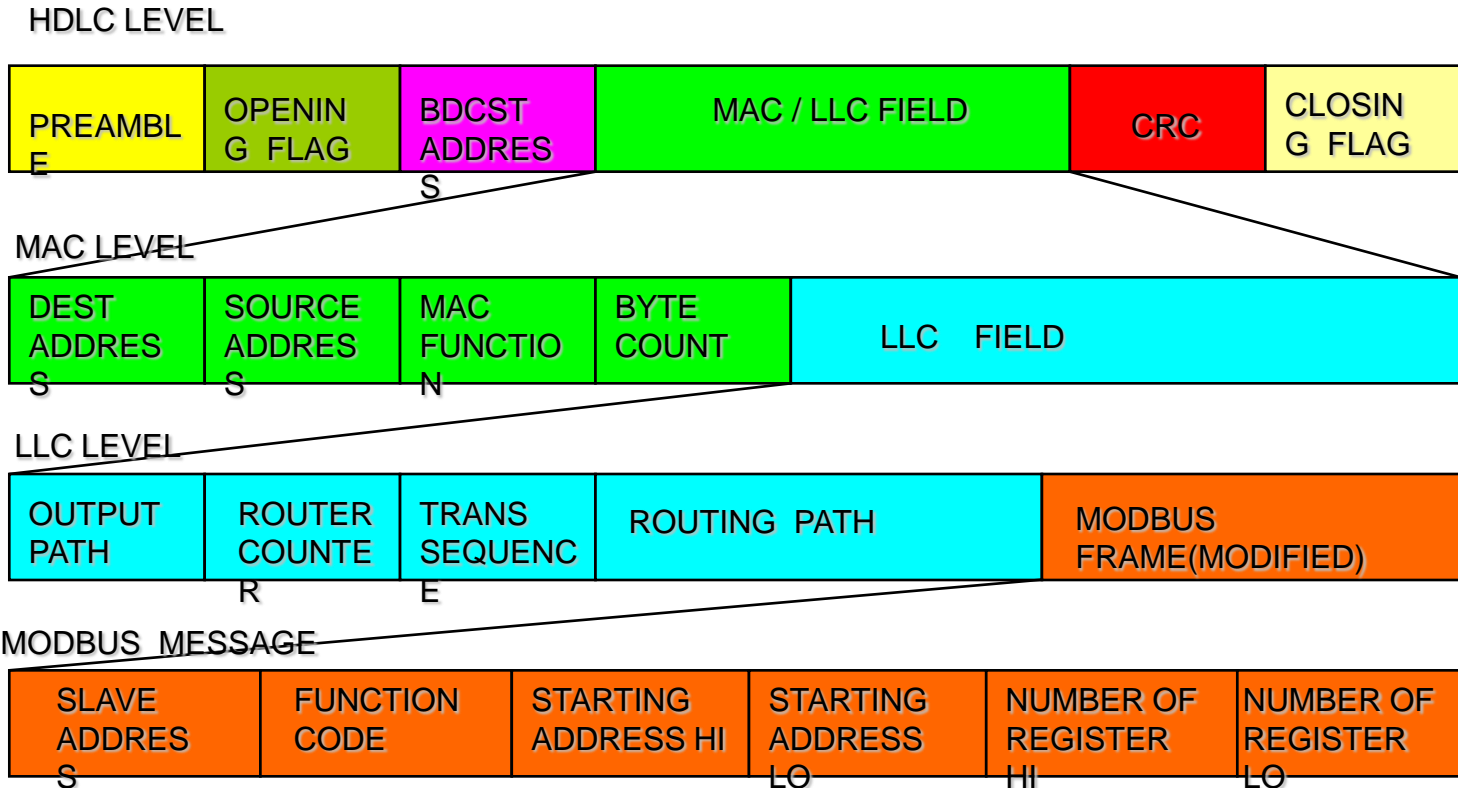 HDLC LEVEL
PREAMBL
E
OPENIN
G FLAG
BDCST
ADDRES
S
MAC / LLC FIELD
CRC
CLOSIN
G FLAG
MAC LEVEL
DEST
ADDRES
S
SOURCE
ADDRES
S
MAC
FUNCTIO
N
BYTE
COUNT
LLC FIELD
LLC LEVEL
OUTPUT
PATH
ROUTER
COUNTE
R
TRANS
SEQUENC
E
ROUTING PATH
MODBUS
FRAME(MODIFIED)
MODBUS MESSAGE
SLAVE
ADDRES
S
FUNCTION
CODE
STARTING
ADDRESS HI
STARTING
ADDRESS
LO
NUMBER OF
REGISTER
HI
NUMBER OF
REGISTER
LO